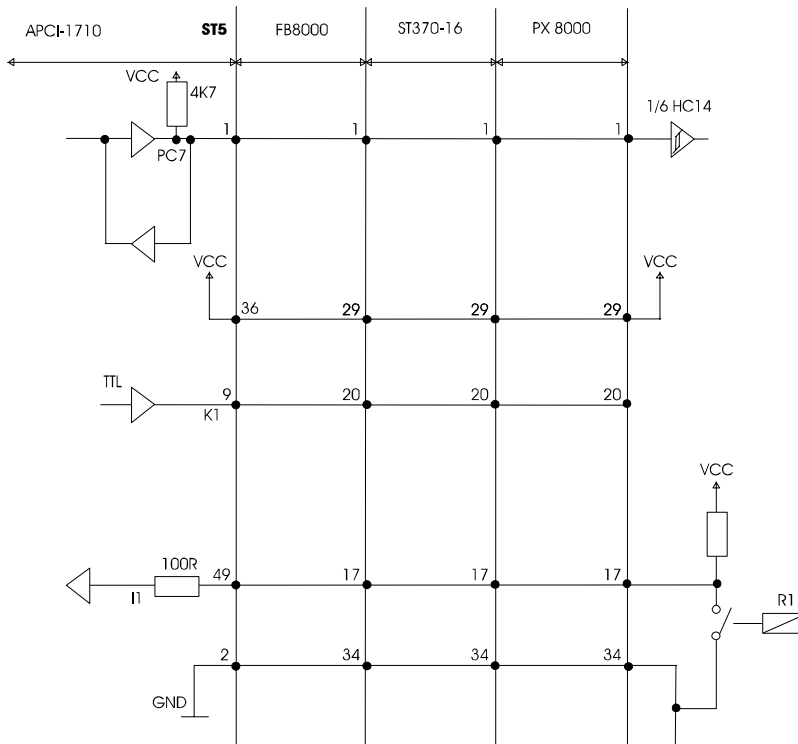 APCI-1710 ST5 FB8000 ST370-16 PX 8000
VCC
4K7
1/6 HC14
1 1 1 1
PC7
VCC VCC
36 29 29 29
TTL
9 20 20 20
K1
VCC
100R
49 17 17 17
I1
R1
2 34 34 34
GND